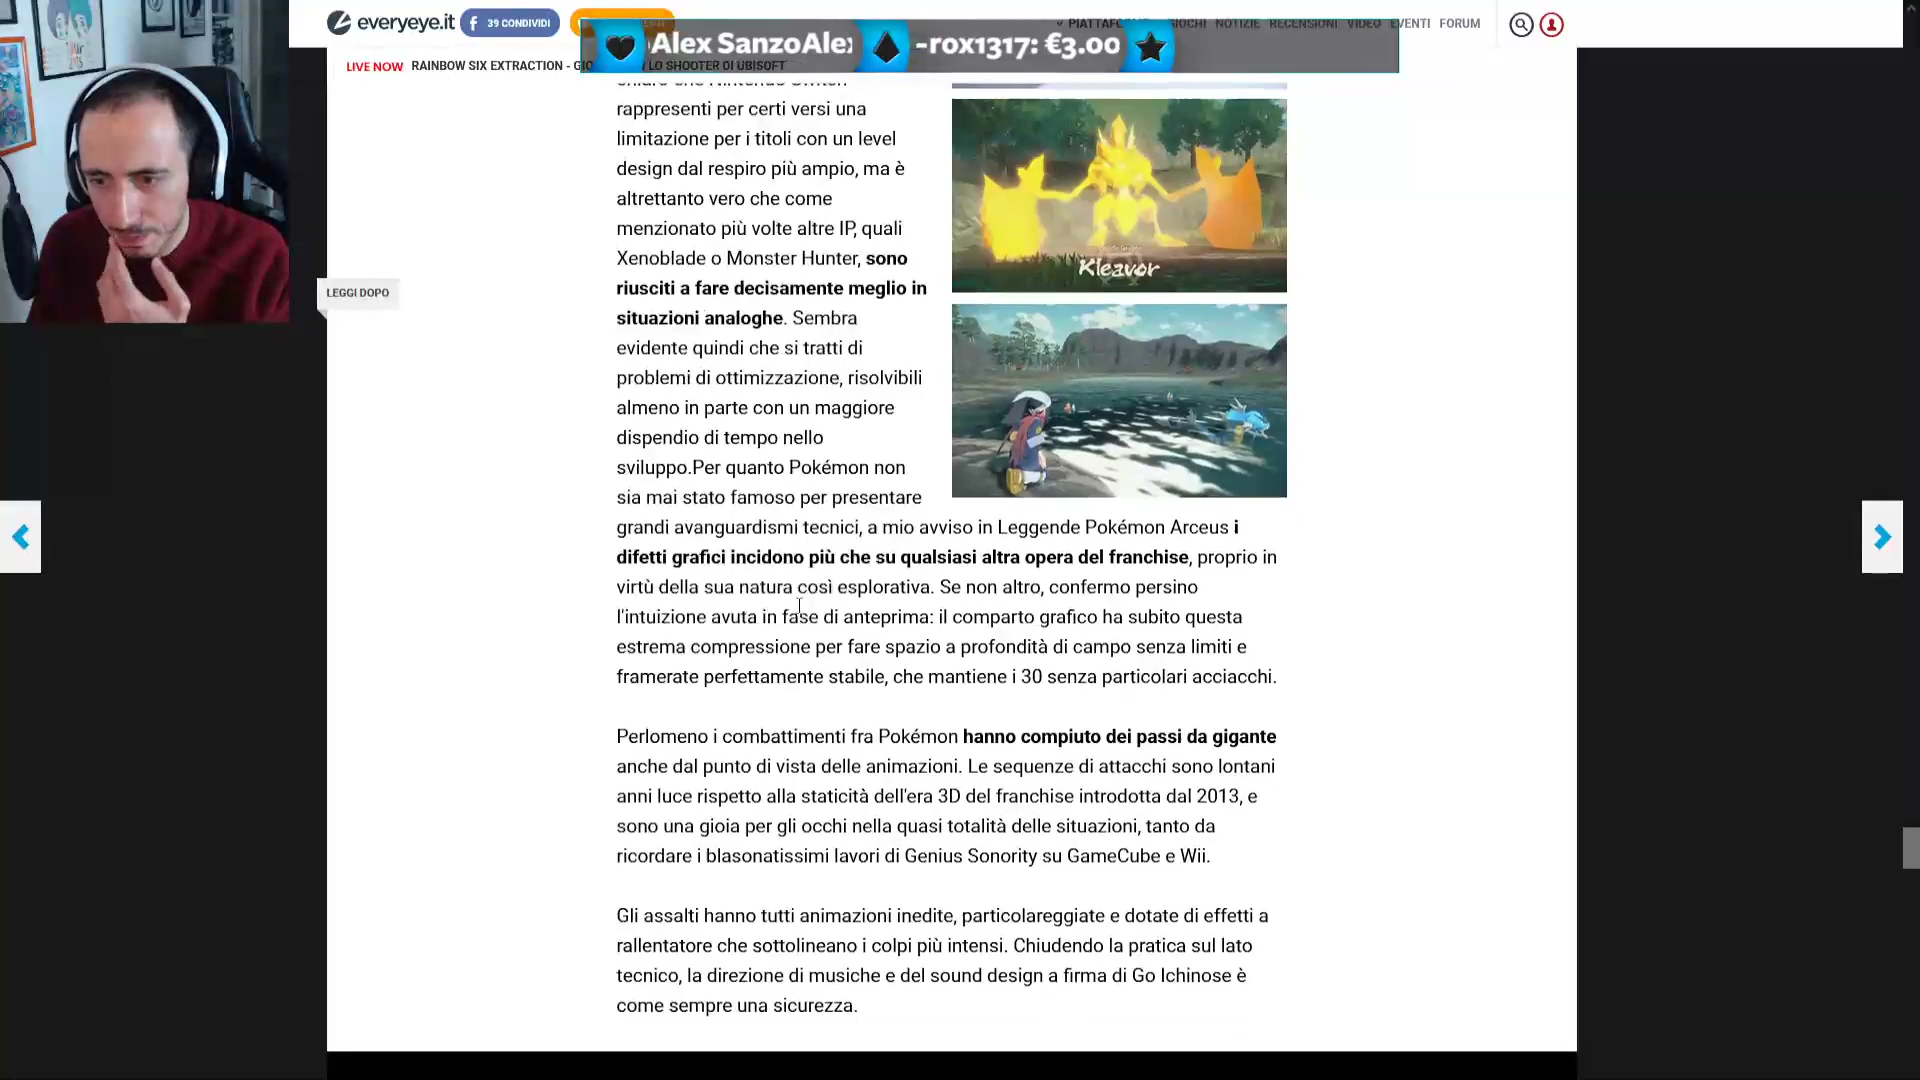 everyeye.it
39 CONDIVIDI
GIOCHI NOTIZIE RECENSIONI VIDEO EVENTI FORUM
Alex SanzoAle
-rox1317: €3.00
LIVE NOW RAINBOW SIX EXTRACTION - LO SHOOTER DI UBISOFT
rappresenti per certi versi una
limitazione per i titoli con un level
design dal respiro più ampio, ma è
altrettanto vero che come
menzionato più volte altre IP, quali
Xenoblade o Monster Hunter, sono
riusciti a fare decisamente meglio in
situazioni analoghe. Sembra
evidente quindi che si tratti di
problemi di ottimizzazione, risolvibili
almeno in parte con un maggiore
dispendio di tempo nello
sviluppo.Per quanto Pokémon non
sia mai stato famoso per presentare
grandi avanguardismi tecnici, a mio avviso in Leggende Pokémon Arceus i
difetti grafici incidono più che su qualsiasi altra opera del franchise, proprio in
virtù della sua natura così esplorativa. Se non altro, confermo persino
l'intuizione avuta in fase di anteprima: il comparto grafico ha subito questa
estrema compressione per fare spazio a profondità di campo senza limiti e
framerate perfettamente stabile, che mantiene i 30 senza particolari acciacchi.
Kleavor
LEGGI DOPO
Perlomeno i combattimenti fra Pokémon hanno compiuto dei passi da gigante
anche dal punto di vista delle animazioni. Le sequenze di attacchi sono lontani
anni luce rispetto alla staticità dell'era 3D del franchise introdotta dal 2013, e
sono una gioia per gli occhi nella quasi totalità delle situazioni, tanto da
ricordare i blasonatissimi lavori di Genius Sonority su GameCube e Wii.
Gli assalti hanno tutti animazioni inedite, particolareggiate e dotate di effetti a
rallentatore che sottolineano i colpi più intensi. Chiudendo la pratica sul lato
tecnico, la direzione di musiche e del sound design a firma di Go Ichinose è
come sempre una sicurezza.